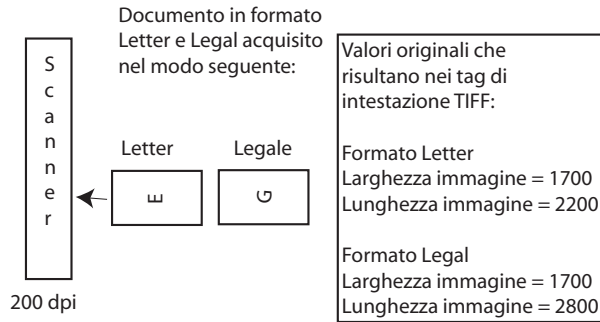 Documento in formato
Letter e Legal acquisito
nel modo seguente:
Scanner
200 dpi
Letter
E
Legale
G
Valori originali che
risultano nei tag di
intestazione TIFF:
Formato Letter
Larghezza immagine = 1700
Lunghezza immagine = 2200
Formato Legal
Larghezza immagine = 1700
Lunghezza immagine = 2800